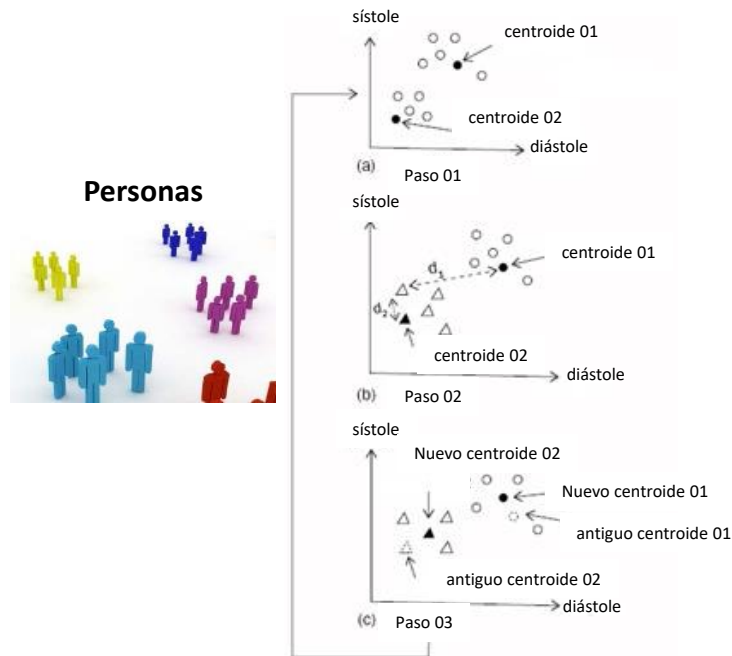 Personas
sístole
centroide 01
centroide 02
diástole
(a) Paso 01
sístole
centroide 01
d₁
d₂
centroide 02
diástole
(b) Paso 02
sístole
Nuevo centroide 02
Nuevo centroide 01
antiguo centroide 01
antiguo centroide 02
diástole
(c) Paso 03